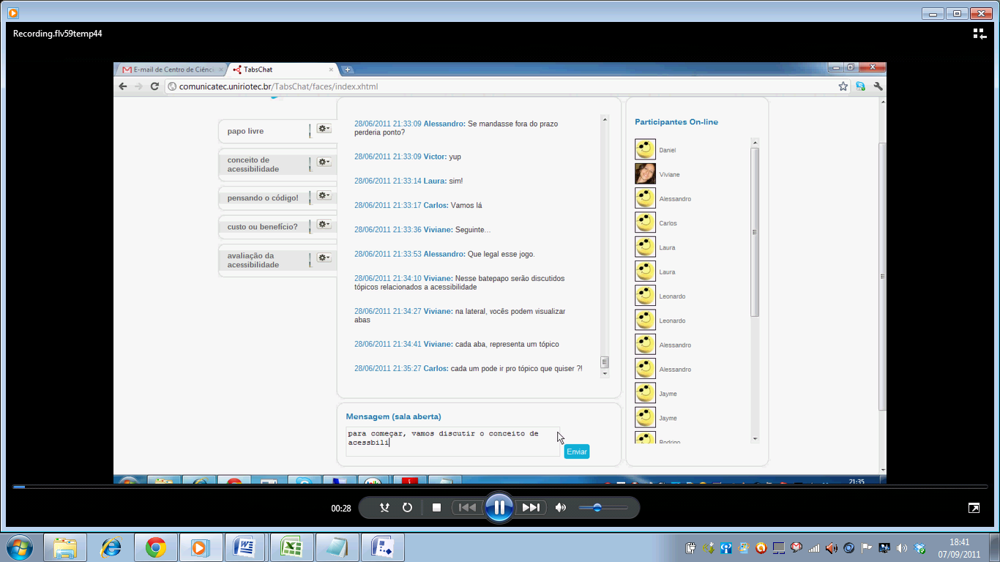 Recording.flv59temp44
E-mail de Centro de Ciênci
TabsChat
comunicatec.uniriotec.br/TabsChat/faces/index.xhtml
papo livre
conceito de
acessibilidade
pensando o código!
custo ou benefício?
avaliação da
acessibilidade
28/06/2011 21:33:09 Alessandro: Se mandasse fora do prazo
perderia ponto?
28/06/2011 21:33:09 Victor: yup
28/06/2011 21:33:14 Laura: sim!
28/06/2011 21:33:17 Carlos: Vamos lá
28/06/2011 21:33:36 Viviane: Seguinte...
28/06/2011 21:33:53 Alessandro: Que legal esse jogo.
28/06/2011 21:34:10 Viviane: Nesse batepapo serão discutidos
tópicos relacionados a acessibilidade
28/06/2011 21:34:27 Viviane: na lateral, vocês podem visualizar
abas
28/06/2011 21:34:41 Viviane: cada aba, representa um tópico
28/06/2011 21:35:27 Carlos: cada um pode ir pro tópico que quiser ?!
Mensagem (sala aberta)
para começar, vamos discutir o conceito de
acessbili
Enviar
Participantes On-line
Daniel
Viviane
Alessandro
Carlos
Laura
Laura
Leonardo
Leonardo
Alessandro
Alessandro
Jayme
Jayme
Rodrigo
21:35
00:28
18:41
07/09/2011